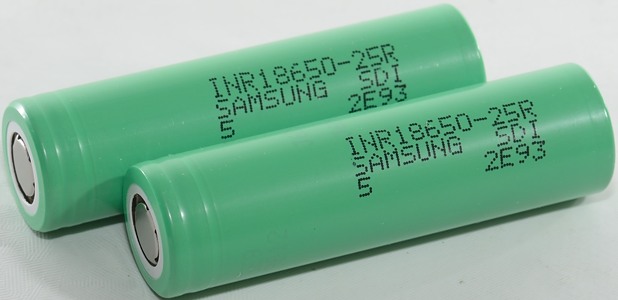 INR18650-25R
SAMSUNG SDI
5 2E93
INR18650-25R
SAMSUNG SDI
5 2E93